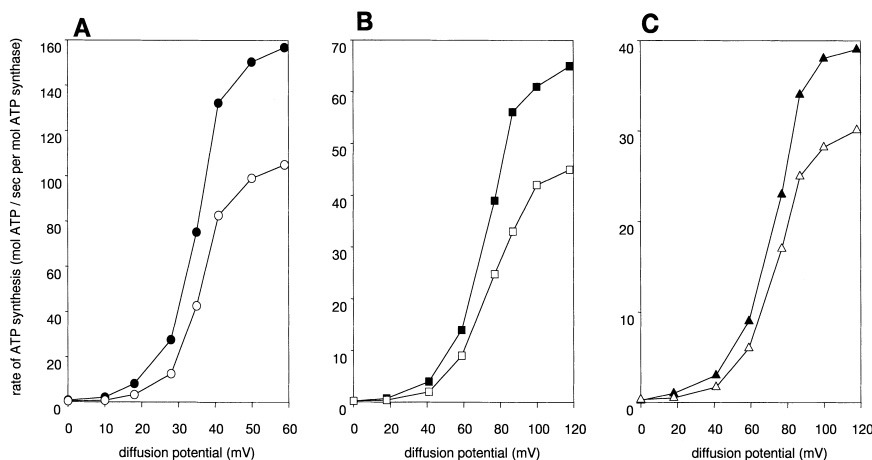 A
B
C
rate of ATP synthesis (mol ATP / sec per mol ATP synthase)
160
140
120
100
80
60
40
20
0
0 10 20 30 40 50 60
diffusion potential (mV)
70
60
50
40
30
20
10
0
0 20 40 60 80 100 120
diffusion potential (mV)
40
30
20
10
0
0 20 40 60 80 100 120
diffusion potential (mV)